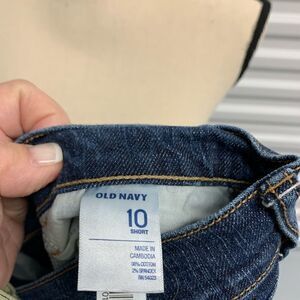 OLD NAVY
10
SHORT
MADE IN
CAMBODIA
98% COTTON
2% SPANDEX